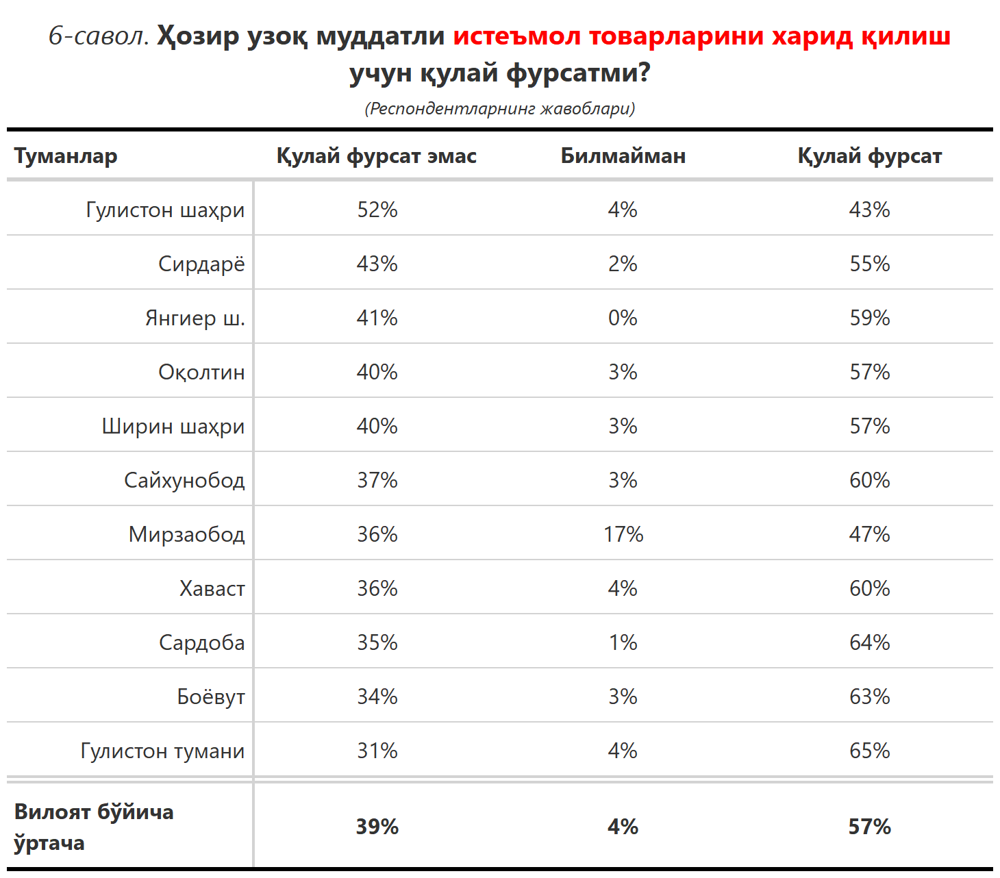 6-савол. Ҳозир узоқ муддатли истеъмол товарларини харид қилиш
учун қулай фурсатми?
(Респондентларнинг жавоблари)
Туманлар Қулай фурсат эмас Билмайман Қулай фурсат
Гулистон шаҳри 52% 4% 43%
Сирдарё 43% 2% 55%
Янгиер ш. 41% 0% 59%
Оқолтин 40% 3% 57%
Ширин шаҳри 40% 3% 57%
Сайхунобод 37% 3% 60%
Мирзаобод 36% 17% 47%
Хаваст 36% 4% 60%
Сардоба 35% 1% 64%
Боёвут 34% 3% 63%
Гулистон тумани 31% 4% 65%
Вилоят бўйича
ўртача 39% 4% 57%